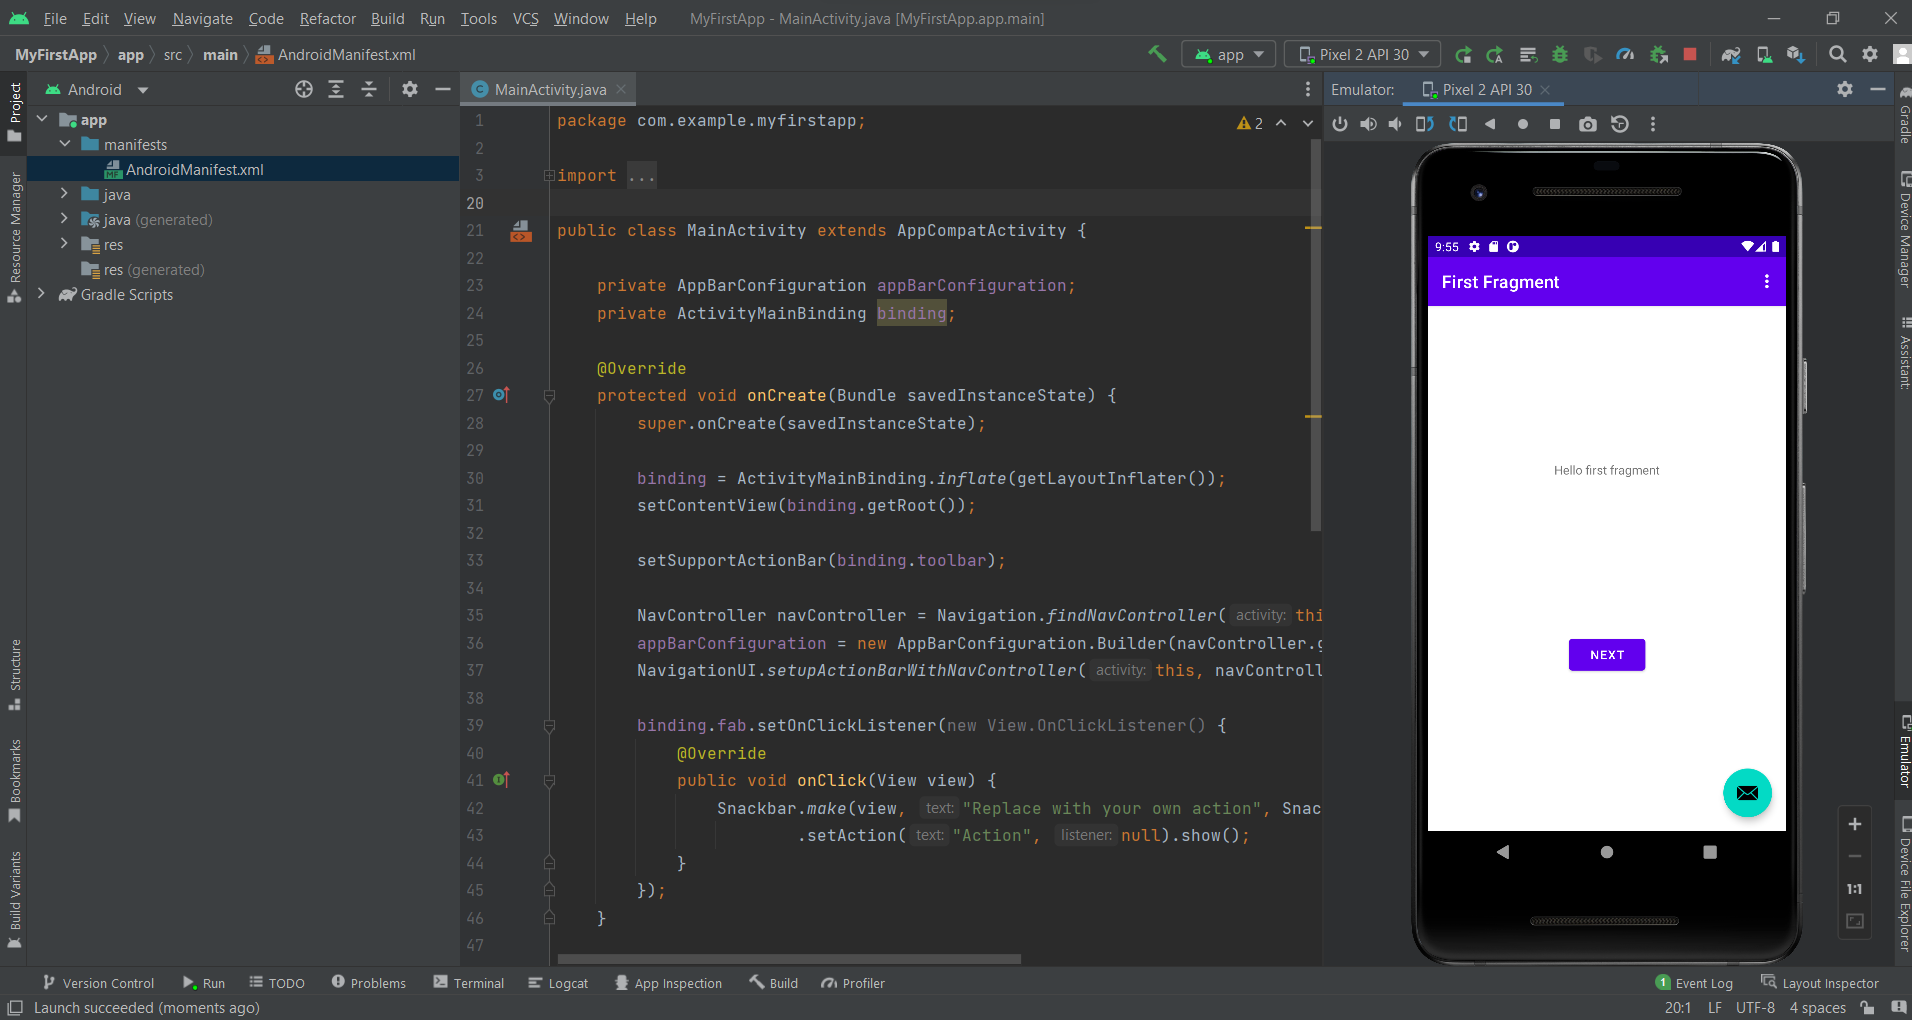 File Edit View Navigate Code Refactor Build Run Tools VCS Window Help MyFirstApp - MainActivity.java [MyFirstApp.app.main]
MyFirstApp app src main AndroidManifest.xml app Pixel 2 API 30
Project
Resource Manager
Structure
Bookmarks
Build Variants
Android
app
manifests
AndroidManifest.xml
java
java (generated)
res
res (generated)
Gradle Scripts
MainActivity.java
1 package com.example.myfirstapp;
2
3 import ...
20
21 public class MainActivity extends AppCompatActivity {
22
23 private AppBarConfiguration appBarConfiguration;
24 private ActivityMainBinding binding;
25
26 @Override
27 protected void onCreate(Bundle savedInstanceState) {
28 super.onCreate(savedInstanceState);
29
30 binding = ActivityMainBinding.inflate(getLayoutInflater());
31 setContentView(binding.getRoot());
32
33 setSupportActionBar(binding.toolbar);
34
35 NavController navController = Navigation.findNavController( activity: thi
36 appBarConfiguration = new AppBarConfiguration.Builder(navController.g
37 NavigationUI.setupActionBarWithNavController( activity: this, navControll
38
39 binding.fab.setOnClickListener(new View.OnClickListener() {
40 @Override
41 public void onClick(View view) {
42 Snackbar.make(view, text: "Replace with your own action", Snac
43 .setAction( text: "Action", listener: null).show();
44 }
45 });
46 }
47
2
Emulator: Pixel 2 API 30
9:55
First Fragment
Hello first fragment
NEXT
1:1
Gradle
Device Manager
Assistant
Emulator
Device File Explorer
Version Control Run TODO Problems Terminal Logcat App Inspection Build Profiler 1 Event Log Layout Inspector
Launch succeeded (moments ago) 20:1 LF UTF-8 4 spaces